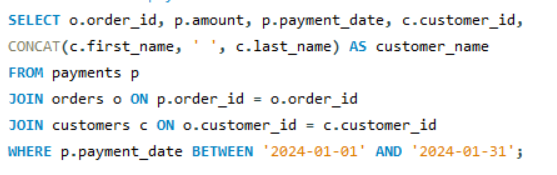 SELECT o.order_id, p.amount, p.payment_date, c.customer_id,
CONCAT(c.first_name, ' ', c.last_name) AS customer_name
FROM payments p
JOIN orders o ON p.order_id = o.order_id
JOIN customers c ON o.customer_id = c.customer_id
WHERE p.payment_date BETWEEN '2024-01-01' AND '2024-01-31';